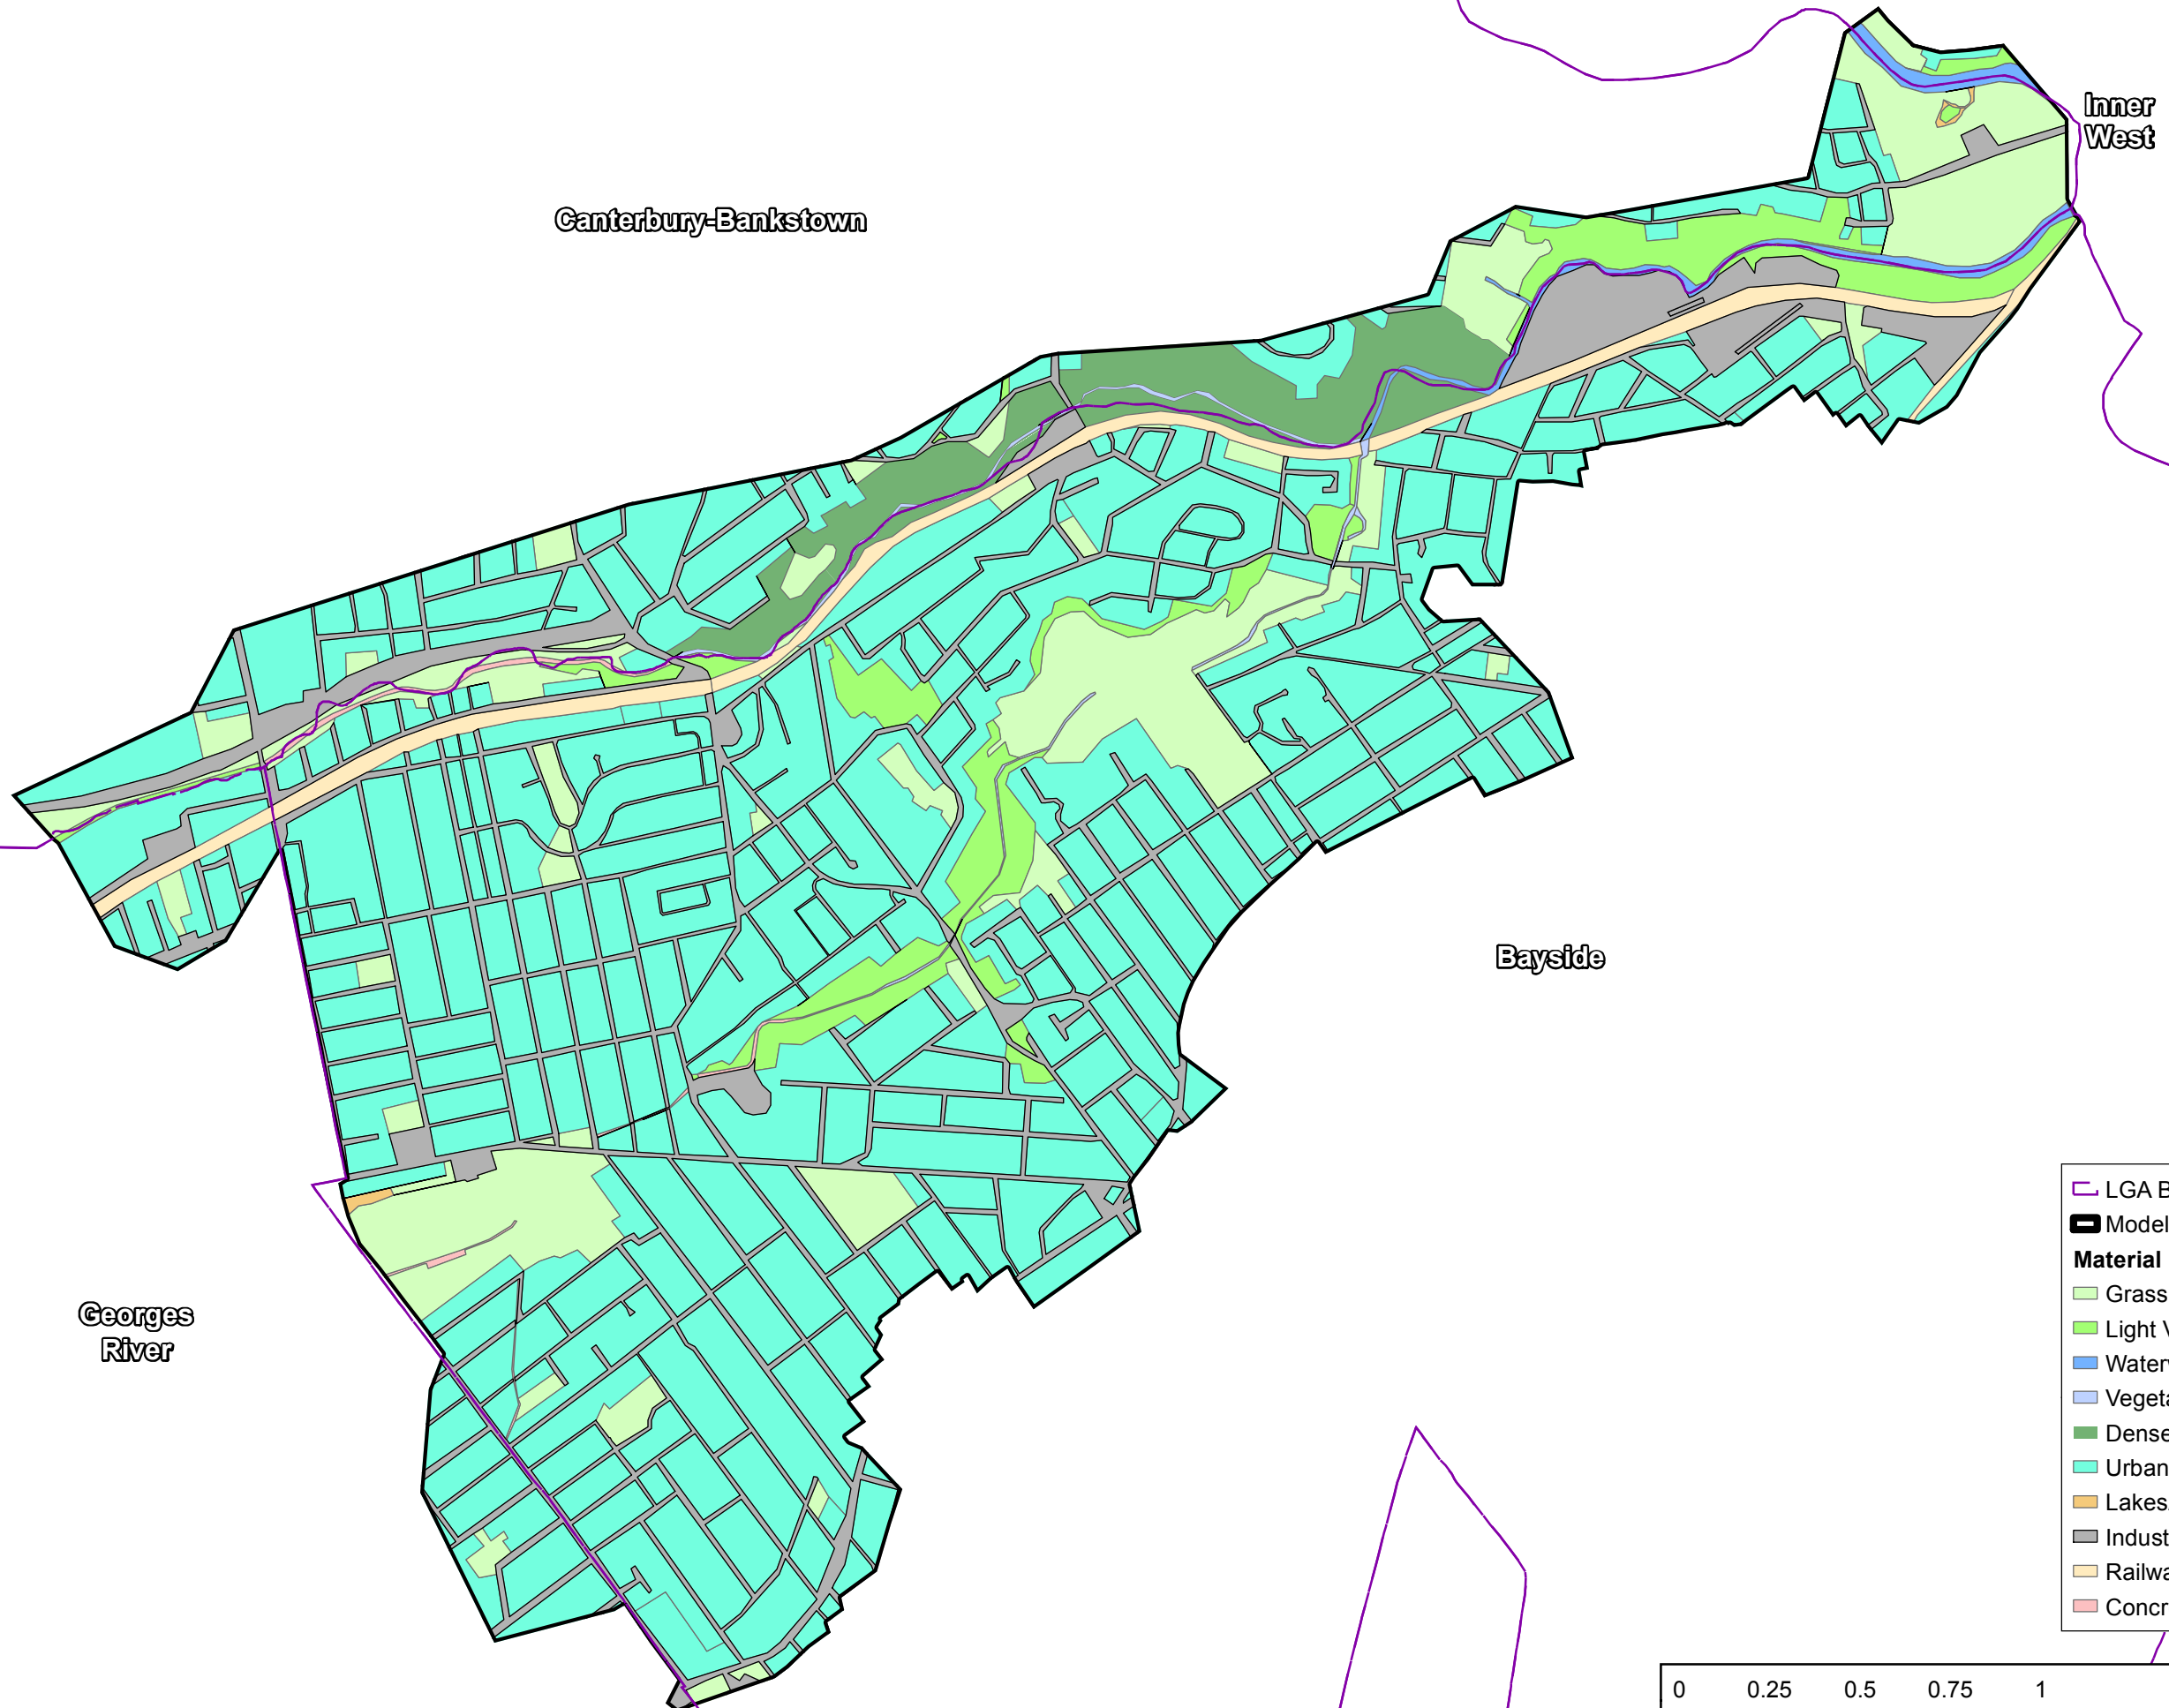 Inner
West
Canterbury-Bankstown
Bayside
Georges
River
LGA B
Model
Material
Grass
Light V
Water
Vegeta
Dense
Urban
Lakes
Indust
Railwa
Concr
0 0.25 0.5 0.75 1